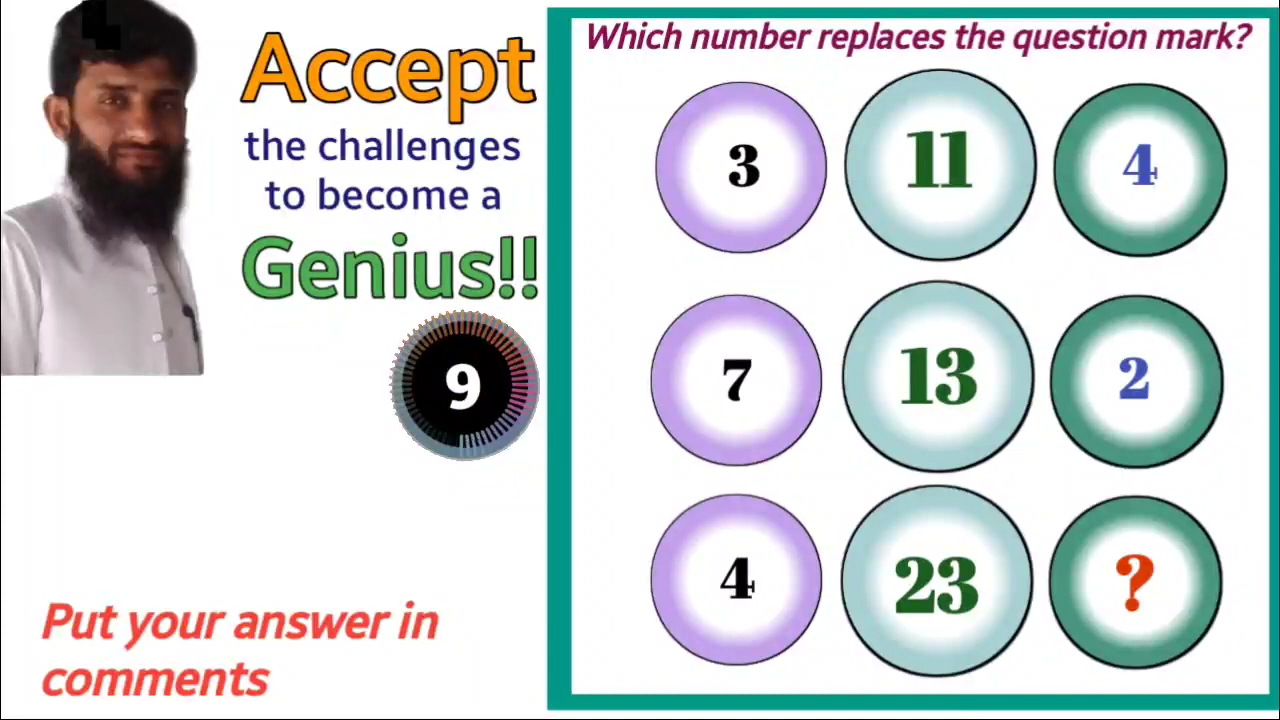 Accept
the challenges
to become a
Genius!!
9
Put your answer in
comments
Which number replaces the question mark?
3 11 4
7 13 2
4 23 ?